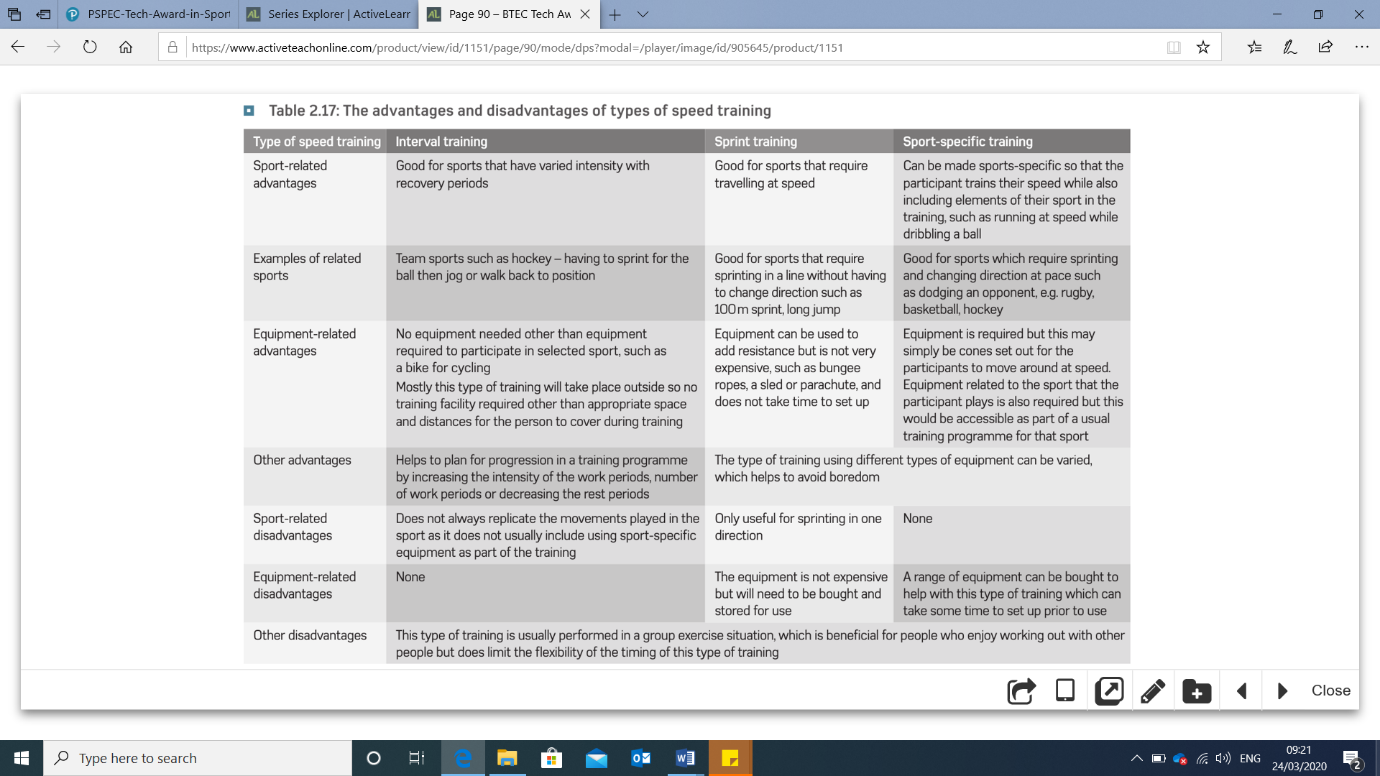 PSPEC-Tech-Award-in-Spor
Series Explorer | ActiveLearr
Page 90 – BTEC Tech Aw
https://www.activeteachonline.com/product/view/id/1151/page/90/mode/dps?modal=/player/image/id/905645/product/1151
Table 2.17: The advantages and disadvantages of types of speed training
Type of speed training
Interval training
Sprint training
Sport-specific training
Sport-related
advantages
Good for sports that have varied intensity with
recovery periods
Good for sports that require
travelling at speed
Can be made sports-specific so that the
participant trains their speed while also
including elements of their sport in the
training, such as running at speed while
dribbling a ball
Examples of related
sports
Team sports such as hockey – having to sprint for the
ball then jog or walk back to position
Good for sports that require
sprinting in a line without having
to change direction such as
100m sprint, long jump
Good for sports which require sprinting
and changing direction at pace such
as dodging an opponent, e.g. rugby,
basketball, hockey
Equipment-related
advantages
No equipment needed other than equipment
required to participate in selected sport, such as
a bike for cycling
Mostly this type of training will take place outside so no
training facility required other than appropriate space
and distances for the person to cover during training
Equipment can be used to
add resistance but is not very
expensive, such as bungee
ropes, a sled or parachute, and
does not take time to set up
Equipment is required but this may
simply be cones set out for the
participants to move around at speed.
Equipment related to the sport that the
participant plays is also required but this
would be accessible as part of a usual
training programme for that sport
Other advantages
Helps to plan for progression in a training programme
by increasing the intensity of the work periods, number
of work periods or decreasing the rest periods
The type of training using different types of equipment can be varied,
which helps to avoid boredom
Sport-related
disadvantages
Does not always replicate the movements played in the
sport as it does not usually include using sport-specific
equipment as part of the training
Only useful for sprinting in one
direction
None
Equipment-related
disadvantages
None
The equipment is not expensive
but will need to be bought and
stored for use
A range of equipment can be bought to
help with this type of training which can
take some time to set up prior to use
Other disadvantages
This type of training is usually performed in a group exercise situation, which is beneficial for people who enjoy working out with other
people but does limit the flexibility of the timing of this type of training
Close
Type here to search
ENG
09:21
24/03/2020
2